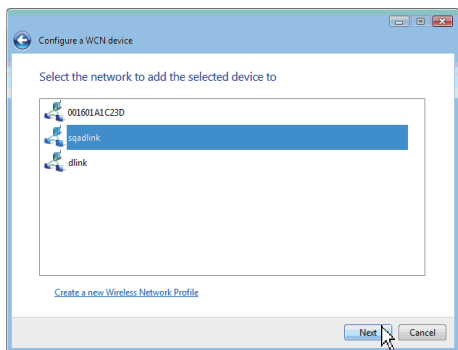 Configure a WCN device
Select the network to add the selected device to
001601A1C23D
sqadlink
dlink
Create a new Wireless Network Profile
Next
Cancel